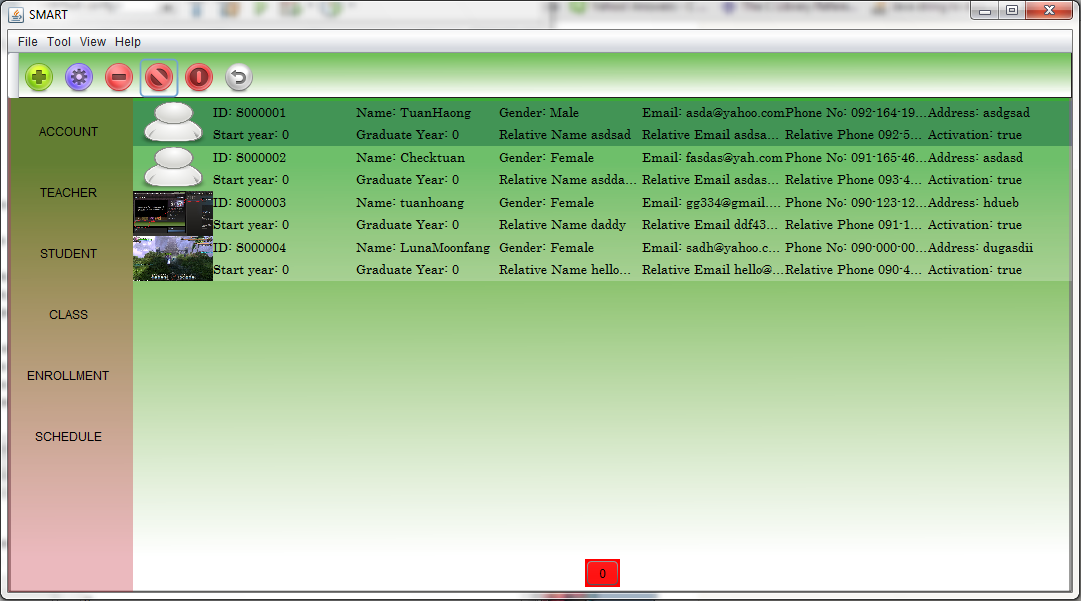 SMART
File Tool View Help
ACCOUNT
TEACHER
STUDENT
CLASS
ENROLLMENT
SCHEDULE
ID: S000001 Name: TuanHaong Gender: Male Email: asda@yahoo.com Phone No: 092-164-19... Address: asdgsad
Start year: 0 Graduate Year: 0 Relative Name asdsad Relative Email asdsa... Relative Phone 092-5... Activation: true
ID: S000002 Name: Checktuan Gender: Female Email: fasdas@yah.com Phone No: 091-165-46... Address: asdasd
Start year: 0 Graduate Year: 0 Relative Name asdda... Relative Email asdas... Relative Phone 093-4... Activation: true
ID: S000003 Name: tuanhoang Gender: Female Email: gg334@gmail.... Phone No: 090-123-12... Address: hdueb
Start year: 0 Graduate Year: 0 Relative Name daddy Relative Email ddf43... Relative Phone 091-1... Activation: true
ID: S000004 Name: LunaMoonfang Gender: Female Email: sadh@yahoo.c... Phone No: 090-000-00... Address: dugasdii
Start year: 0 Graduate Year: 0 Relative Name hello... Relative Email hello@... Relative Phone 090-4... Activation: true
0